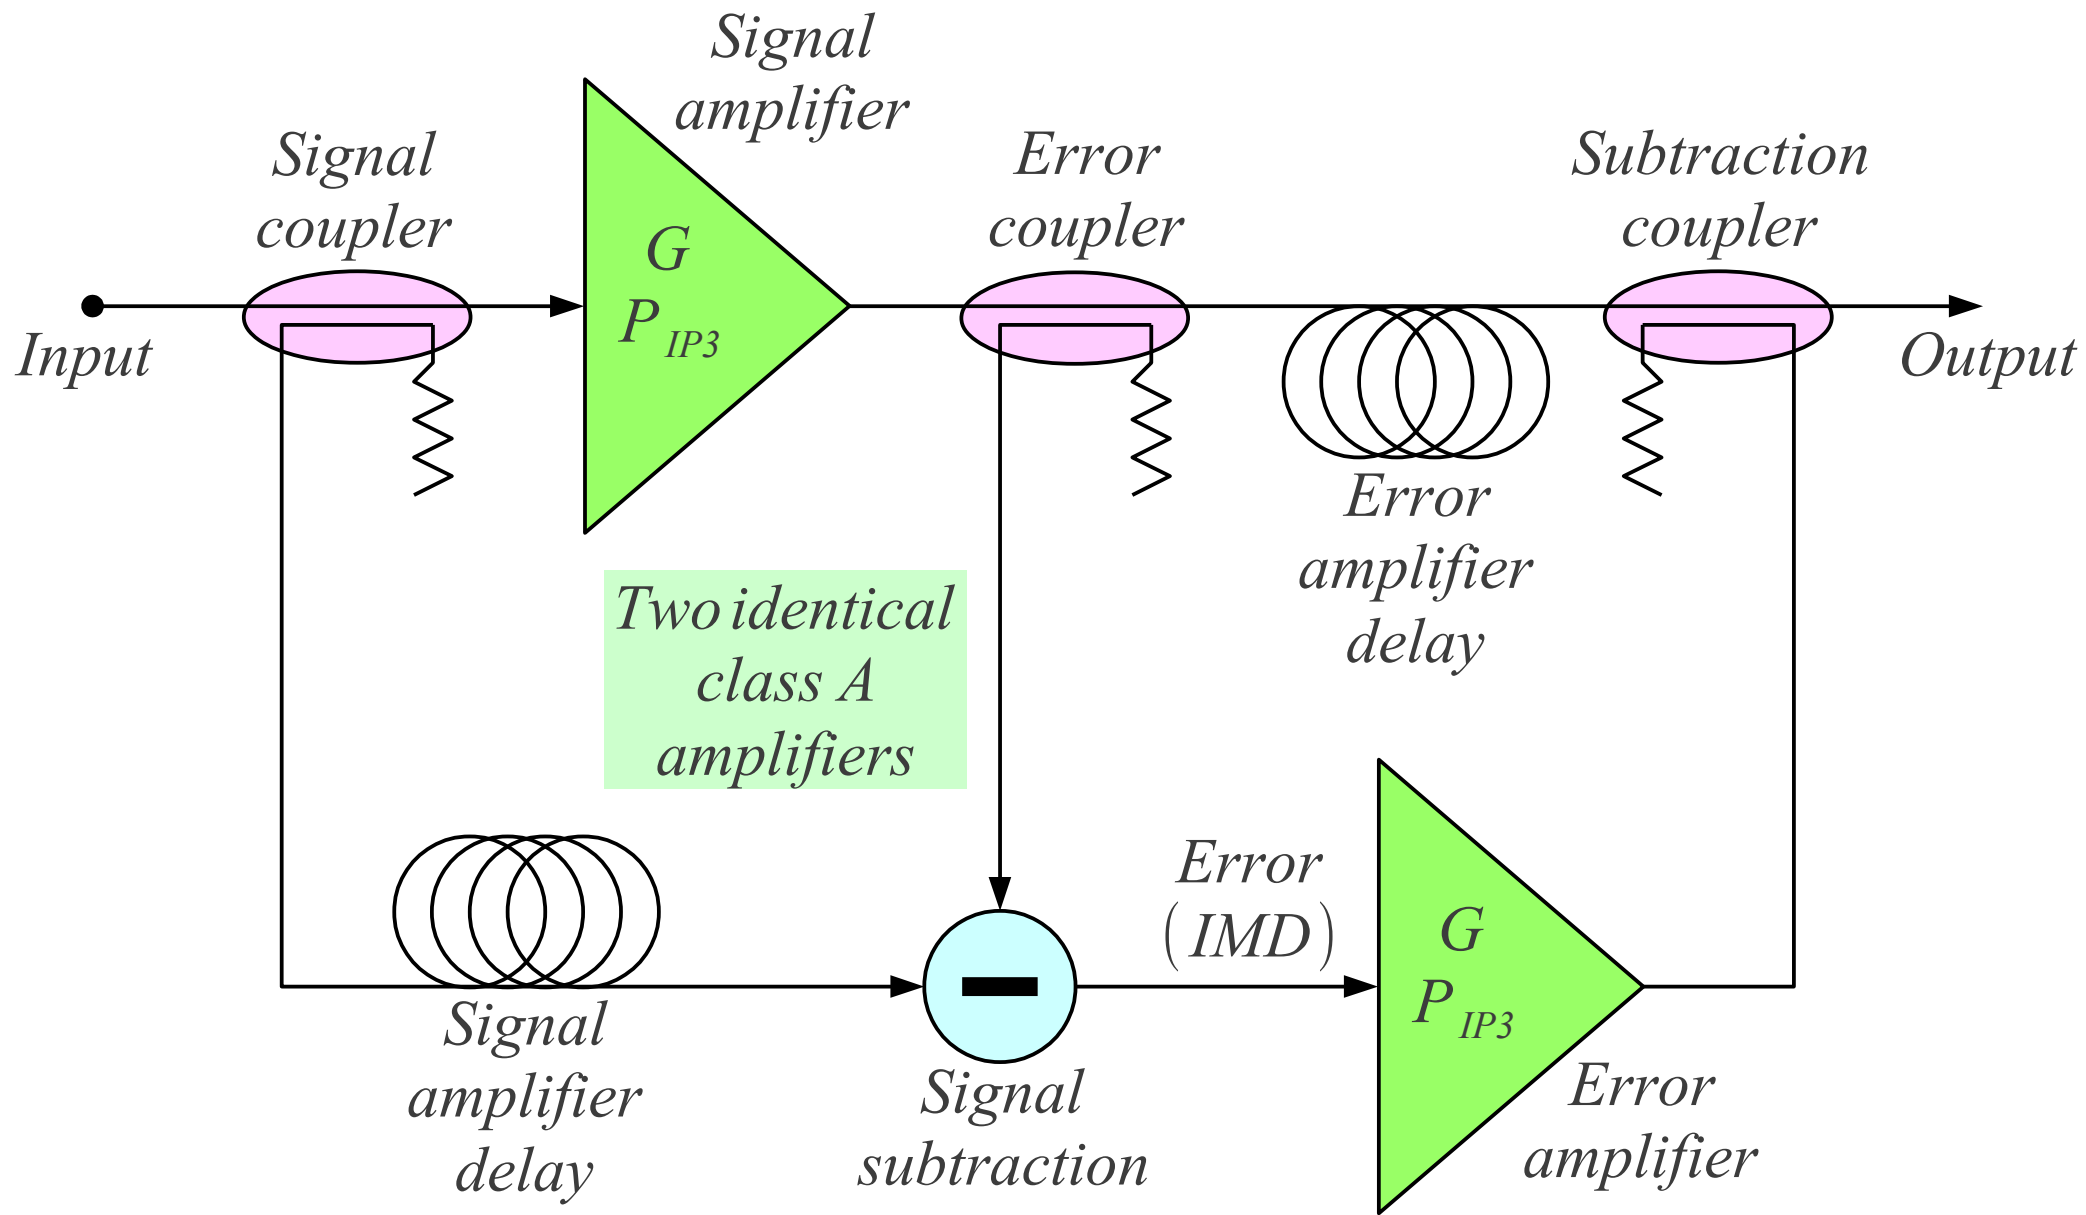 Signal
amplifier
Signal
coupler
Error
coupler
Subtraction
coupler
G
P IP3
Input
Output
Error
amplifier
delay
Two identical
class A
amplifiers
Error
(IMD)
G
P IP3
Signal
amplifier
delay
Signal
subtraction
Error
amplifier